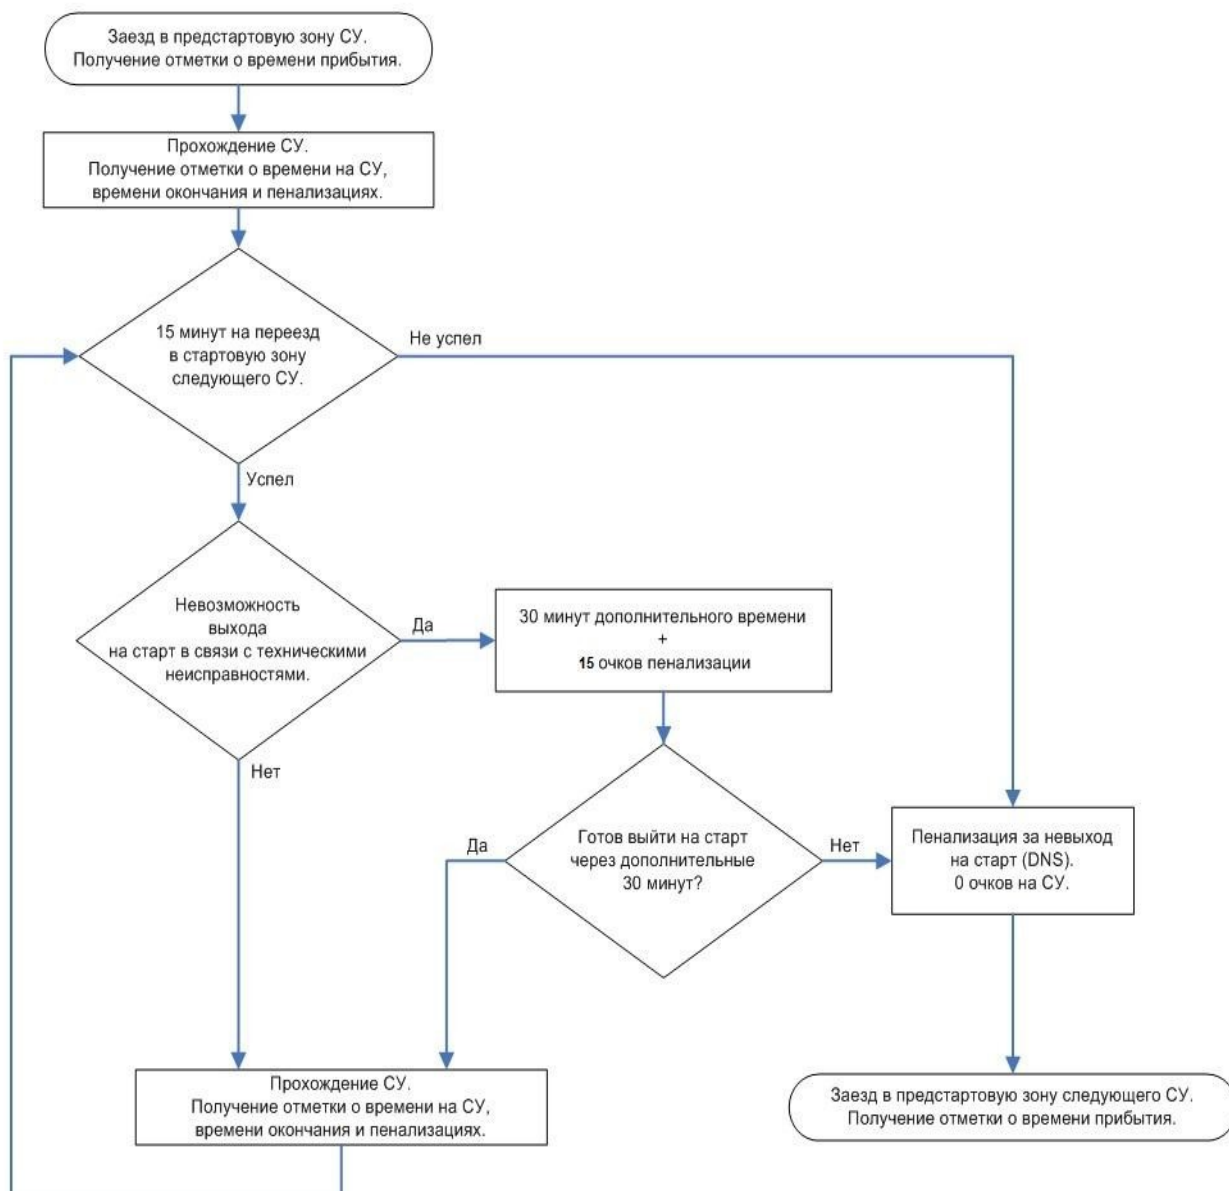 Заезд в предстартовую зону СУ.
Получение отметки о времени прибытия.
Прохождение СУ.
Получение отметки о времени на СУ,
времени окончания и пенализациях.
15 минут на переезд
в стартовую зону
следующего СУ.
Не успел
Успел
Невозможность
выхода
на старт в связи с техническими
неисправностями.
Да
30 минут дополнительного времени
+
15 очков пенализации
Нет
Готов выйти на старт
через дополнительные
30 минут?
Да
Нет
Пенализация за невыход
на старт (DNS).
0 очков на СУ.
Прохождение СУ.
Получение отметки о времени на СУ,
времени окончания и пенализациях.
Заезд в предстартовую зону следующего СУ.
Получение отметки о времени прибытия.